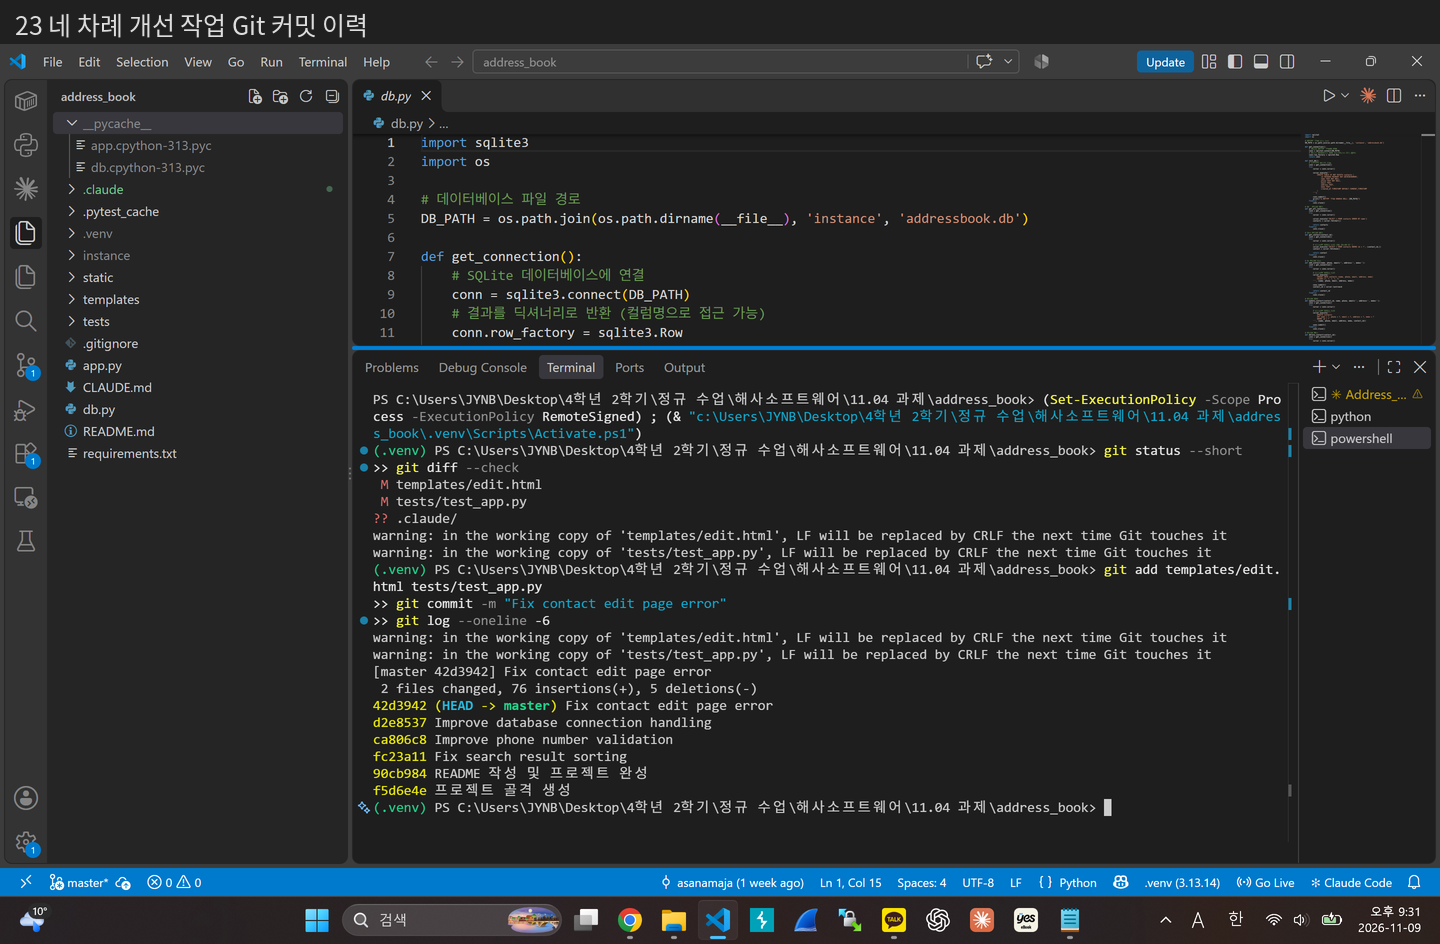 23 네 차례 개선 작업 Git 커밋 이력
File Edit Selection View Go Run Terminal Help
address_book
Update
address_book
__pycache__
app.cpython-313.pyc
db.cpython-313.pyc
.claude
.pytest_cache
.venv
instance
static
templates
tests
.gitignore
app.py
CLAUDE.md
db.py
README.md
requirements.txt
db.py
db.py > ...
1 import sqlite3
2 import os
3
4 # 데이터베이스 파일 경로
5 DB_PATH = os.path.join(os.path.dirname(__file__), 'instance', 'addressbook.db')
6
7 def get_connection():
8 # SQLite 데이터베이스에 연결
9 conn = sqlite3.connect(DB_PATH)
10 # 결과를 딕셔너리로 반환 (컬럼명으로 접근 가능)
11 conn.row_factory = sqlite3.Row
Problems Debug Console Terminal Ports Output
PS C:\Users\JYNB\Desktop\4학년 2학기\정규 수업\해사소프트웨어\11.04 과제\address_book> (Set-ExecutionPolicy -Scope Pro
cess -ExecutionPolicy RemoteSigned) ; (& "c:\Users\JYNB\Desktop\4학년 2학기\정규 수업\해사소프트웨어\11.04 과제\addres
s_book\.venv\Scripts\Activate.ps1")
(.venv) PS C:\Users\JYNB\Desktop\4학년 2학기\정규 수업\해사소프트웨어\11.04 과제\address_book> git status --short
>> git diff --check
M templates/edit.html
M tests/test_app.py
?? .claude/
warning: in the working copy of 'templates/edit.html', LF will be replaced by CRLF the next time Git touches it
warning: in the working copy of 'tests/test_app.py', LF will be replaced by CRLF the next time Git touches it
(.venv) PS C:\Users\JYNB\Desktop\4학년 2학기\정규 수업\해사소프트웨어\11.04 과제\address_book> git add templates/edit.
html tests/test_app.py
>> git commit -m "Fix contact edit page error"
>> git log --oneline -6
warning: in the working copy of 'templates/edit.html', LF will be replaced by CRLF the next time Git touches it
warning: in the working copy of 'tests/test_app.py', LF will be replaced by CRLF the next time Git touches it
[master 42d3942] Fix contact edit page error
2 files changed, 76 insertions(+), 5 deletions(-)
42d3942 (HEAD -> master) Fix contact edit page error
d2e8537 Improve database connection handling
ca806c8 Improve phone number validation
fc23a11 Fix search result sorting
90cb984 README 작성 및 프로젝트 완성
f5d6e4e 프로젝트 골격 생성
(.venv) PS C:\Users\JYNB\Desktop\4학년 2학기\정규 수업\해사소프트웨어\11.04 과제\address_book>
Address_...
python
powershell
1
1
1
master* 0 0 asanamaja (1 week ago) Ln 1, Col 15 Spaces: 4 UTF-8 LF { } Python .venv (3.13.14) Go Live Claude Code
10°
검색
TALK
yes
eBook
A 한
오후 9:31
2026-11-09